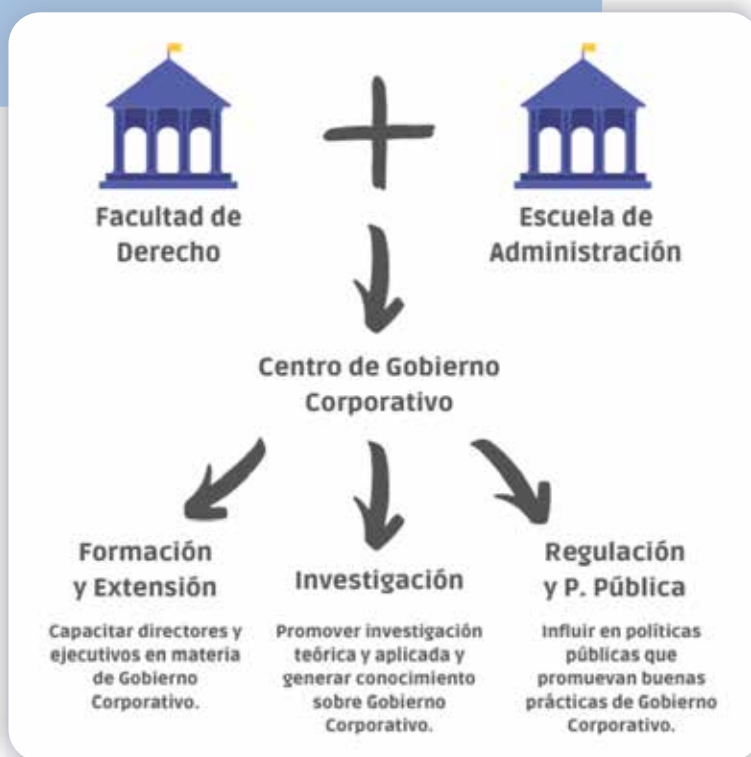 Facultad de
Derecho
Escuela de
Administración
Centro de Gobierno
Corporativo
Formación
y Extensión
Capacitar directores y
ejecutivos en materia
de Gobierno
Corporativo.
Investigación
Promover investigación
teórica y aplicada y
generar conocimiento
sobre Gobierno
Corporativo.
Regulación
y P. Pública
Influir en políticas
públicas que
promuevan buenas
prácticas de Gobierno
Corporativo.